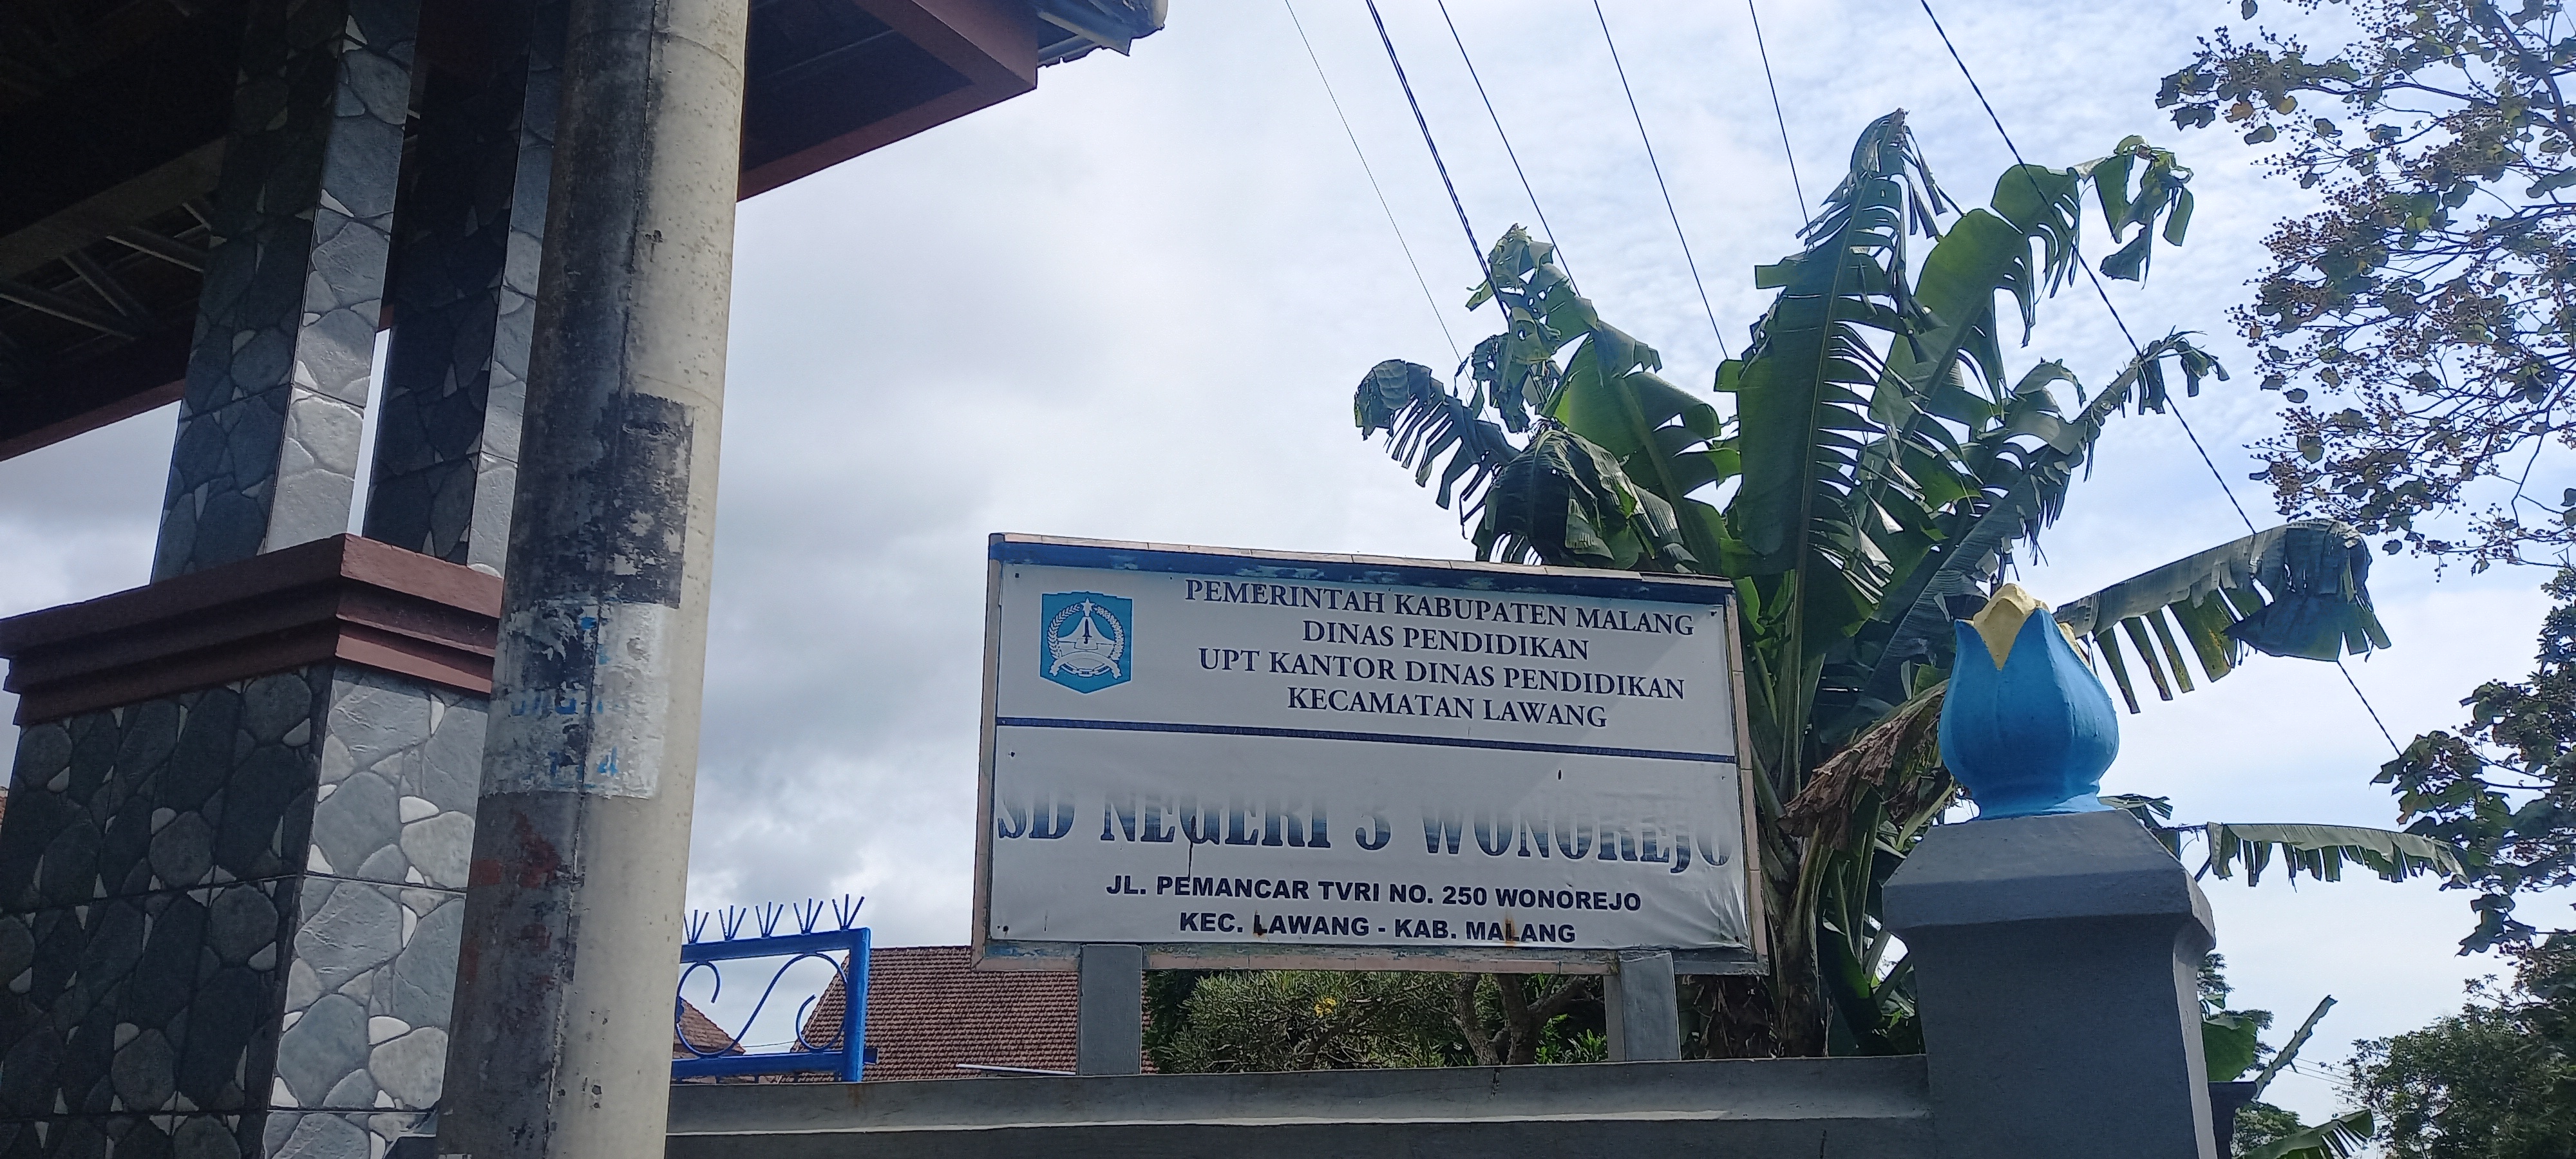 PEMERINTAH KABUPATEN MALANG
DINAS PENDIDIKAN
UPT KANTOR DINAS PENDIDIKAN
KECAMATAN LAWANG
SD NEGERI 3 WONOREJO
JL. PEMANCAR TVRI NO. 250 WONOREJO
KEC. LAWANG - KAB. MALANG